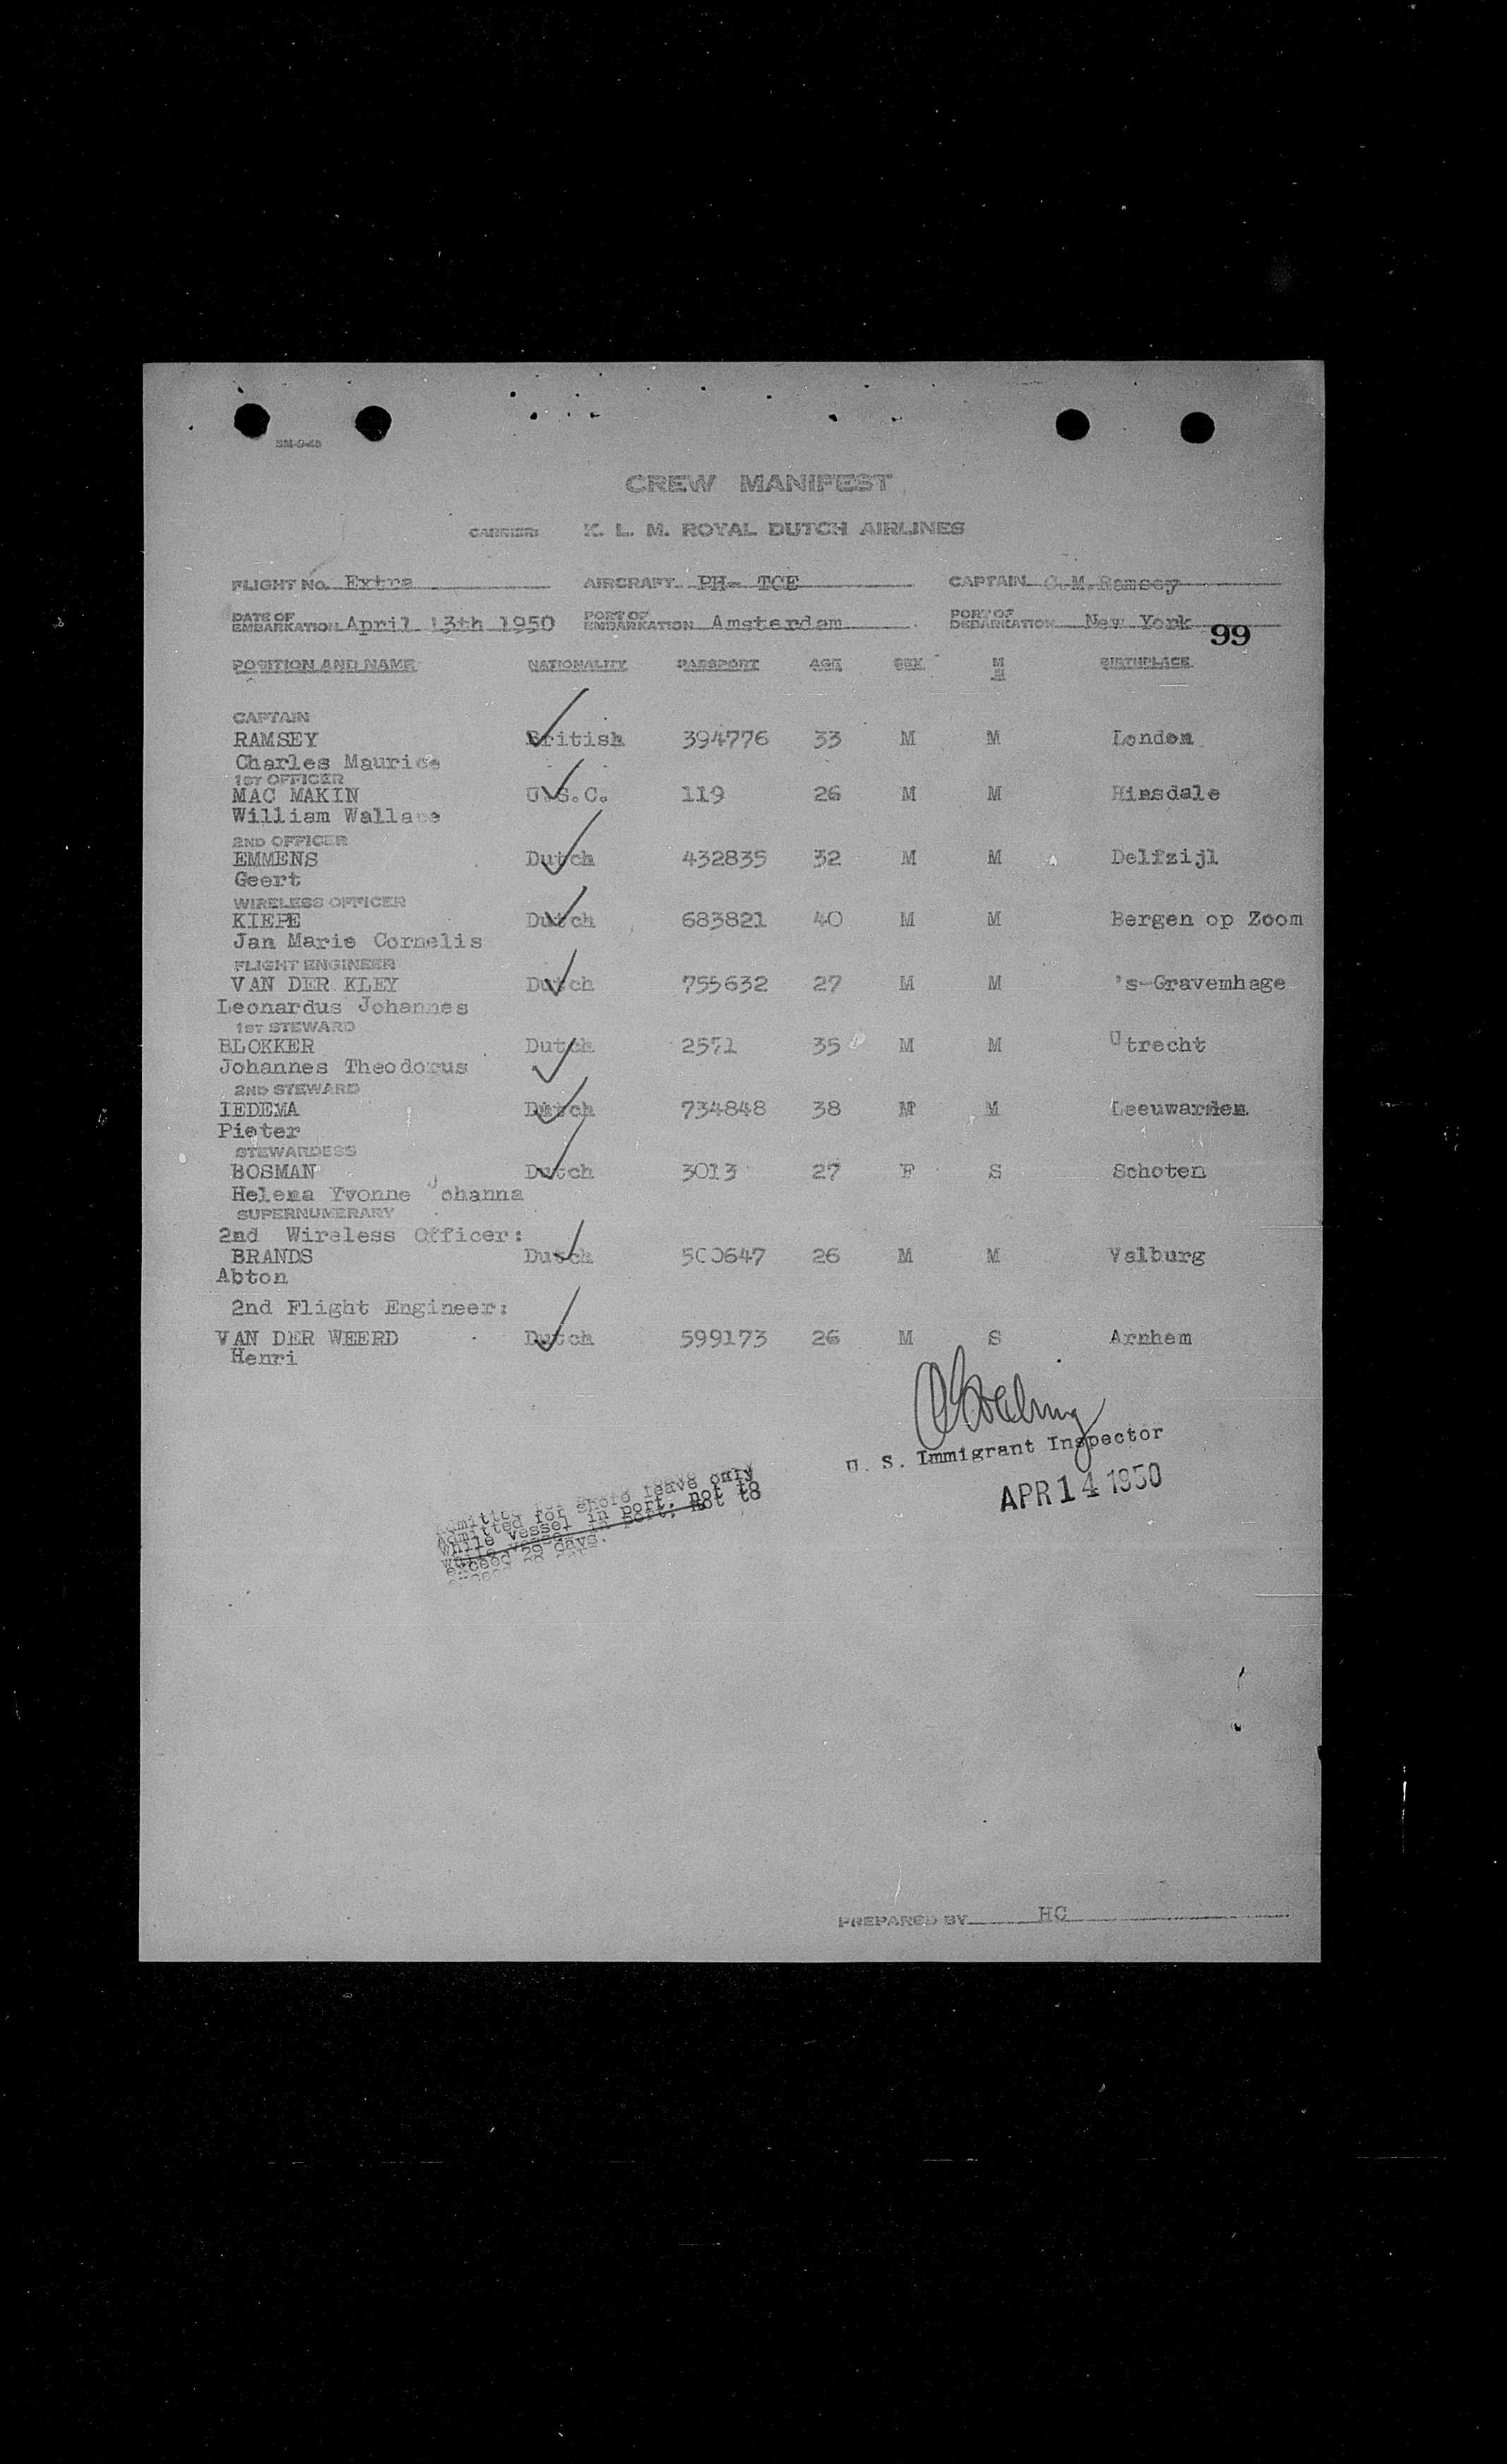 CREW MANIFEST
CARRIER: K. L. M. ROYAL DUTCH AIRLINES
FLIGHT NO. Extra AIRCRAFT PH- TCE CAPTAIN C.M.Ramsey
DATE OF EMBARKATION April 13th 1950 PORT OF EMBARKATION Amsterdam PORT OF DEBARKATION New York 99
POSITION AND NAME NATIONALITY PASSPORT AGE SEX M S BIRTHPLACE
CAPTAIN
RAMSEY British 394776 33 M M London
Charles Maurice
1ST OFFICER
MAC MAKIN U.S.C. 119 26 M M Hinsdale
William Wallace
2ND OFFICER
EMMENS Dutch 432835 32 M M Delfzijl
Geert
WIRELESS OFFICER
KIEPE Dutch 683821 40 M M Bergen op Zoom
Jan Marie Cornelis
FLIGHT ENGINEER
VAN DER KLEY Dutch 755632 27 M M 's-Gravenhage
Leonardus Johannes
1ST STEWARD
BLOKKER Dutch 2571 35 M M Utrecht
Johannes Theodorus
2ND STEWARD
IEDEMA Dutch 734848 38 M M Leeuwarden
Pieter
STEWARDESS
BOSMAN Dutch 3013 27 F S Schoten
Helena Yvonne Johanna
SUPERNUMERARY
2nd Wireless Officer:
BRANDS Dutch 500647 26 M M Valburg
Abton
2nd Flight Engineer:
VAN DER WEERD Dutch 599173 26 M S Arnhem
Henri
U. S. Immigrant Inspector
APR 14 1950
Admitted for shore leave only
while vessel in port, not to
exceed 29 days.
PREPARED BY HC